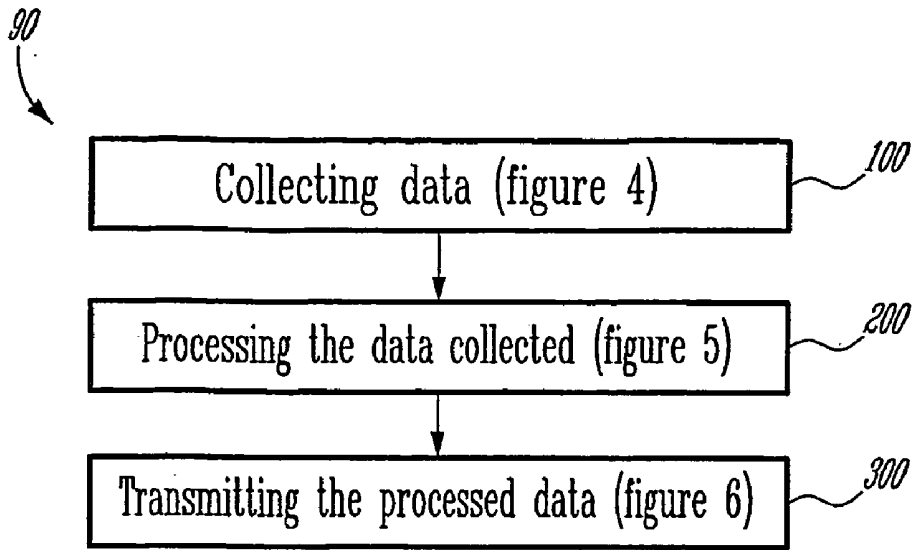 90
Collecting data (figure 4)
100
Processing the data collected (figure 5)
200
Transmitting the processed data (figure 6)
300